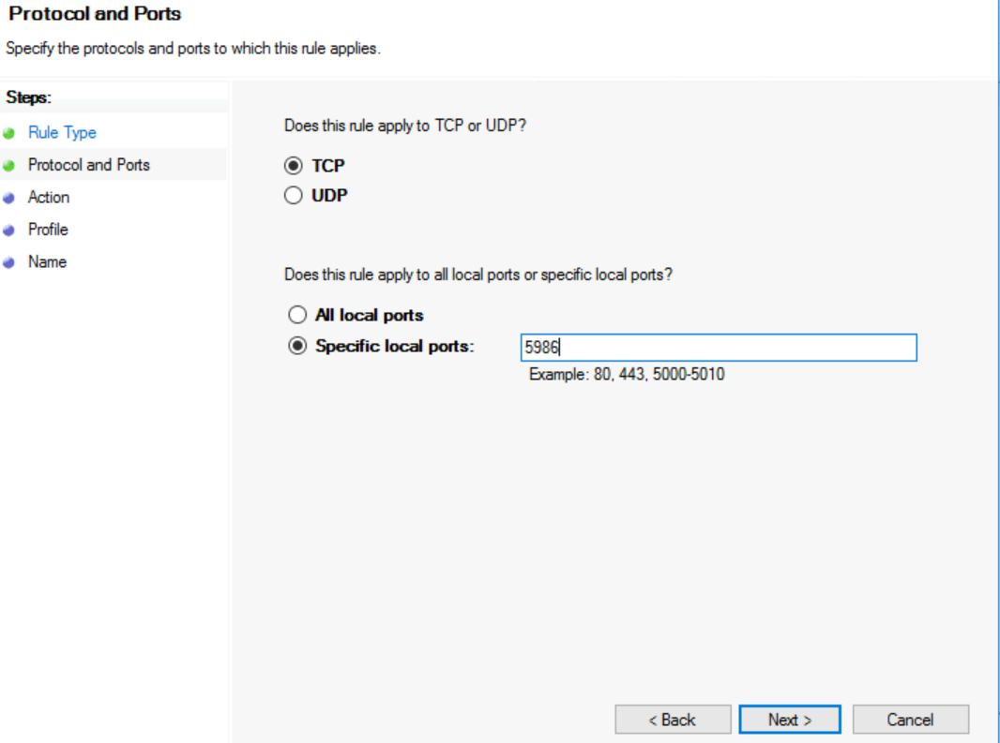 Protocol and Ports
Specify the protocols and ports to which this rule applies.
Steps:
Rule Type
Protocol and Ports
Action
Profile
Name
Does this rule apply to TCP or UDP?
TCP
UDP
Does this rule apply to all local ports or specific local ports?
All local ports
Specific local ports: 5986
Example: 80, 443, 5000-5010
< Back Next > Cancel